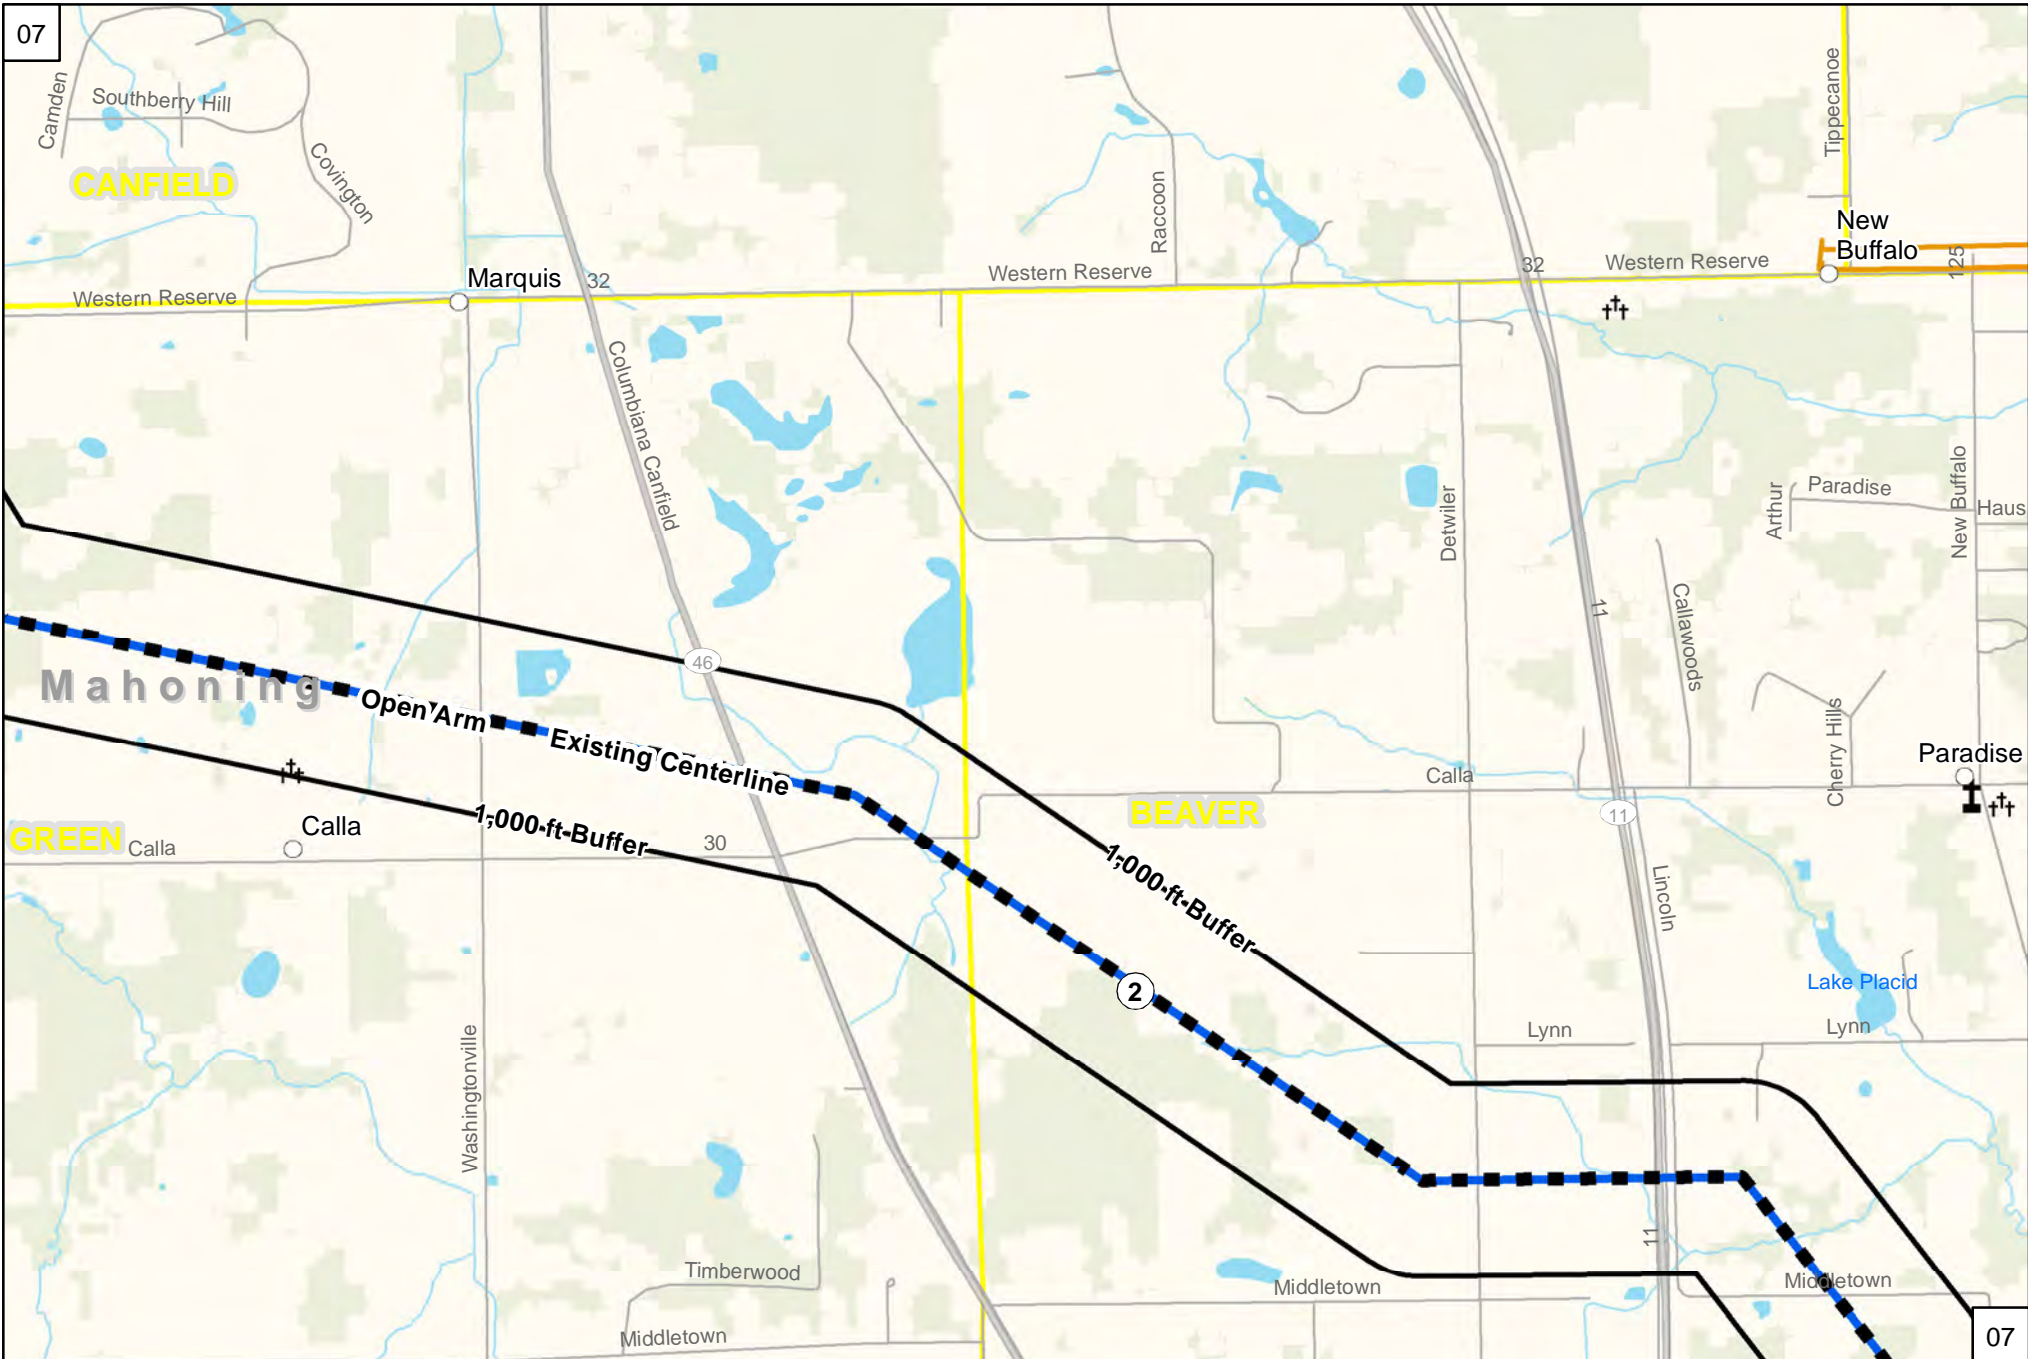 07
Camden
Southberry Hill
Covington
CANFIELD
Raccoon
Tippecanoe
New
Buffalo
125
Marquis
32
Western Reserve
Western Reserve
32
Western Reserve
Columbiana Canfield
Detwiler
Arthur
Paradise
New Buffalo
Haus
11
Callawoods
Cherry Hills
Paradise
46
Mahoning
Open Arm
Existing Centerline
1,000-ft-Buffer
Calla
GREEN
Calla
30
BEAVER
Calla
11
1,000-ft-Buffer
Lincoln
Lake Placid
2
Lynn
Lynn
Washingtonville
11
Timberwood
Middletown
Middletown
Middletown
07